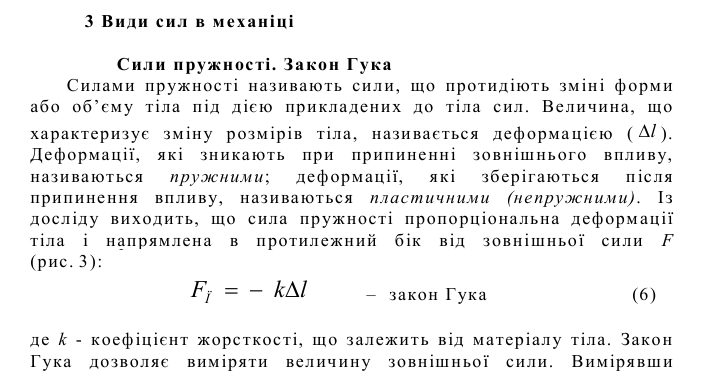 3 Види сил в механіці
Сили пружності. Закон Гука
Силами пружності називають сили, що протидіють зміні форми
або об’єму тіла під дією прикладених до тіла сил. Величина, що
характеризує зміну розмірів тіла, називається деформацією ( Δl ).
Деформації, які зникають при припиненні зовнішнього впливу,
називаються пружними; деформації, які зберігаються після
припинення впливу, називаються пластичними (непружними). Із
досліду виходить, що сила пружності пропорціональна деформації
тіла і напрямлена в протилежний бік від зовнішньої сили F
(рис. 3):
F_Ï = − kΔl – закон Гука (6)
де k - коефіцієнт жорсткості, що залежить від матеріалу тіла. Закон
Гука дозволяє виміряти величину зовнішньої сили. Вимірявши